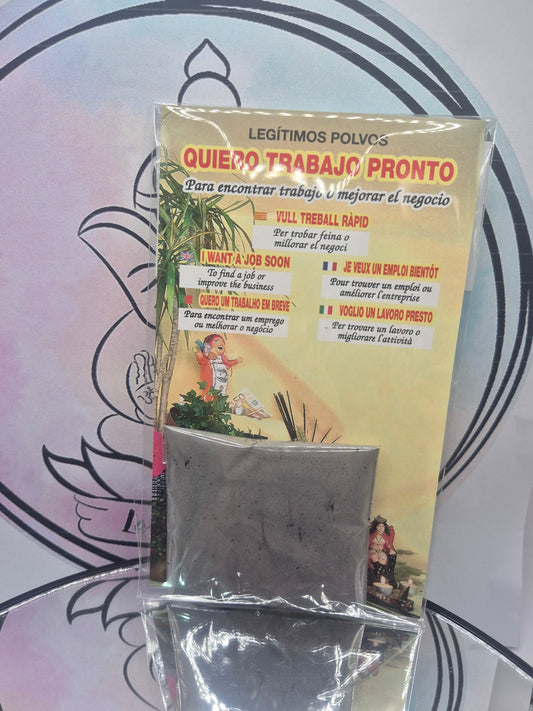 LEGÍTIMOS POLVOS
QUIERO TRABAJO PRONTO
Para encontrar trabajo o mejorar el negocio
VULL TREBALL RÀPID
Per trobar feina o
millorar el negoci
I WANT A JOB SOON
To find a job or
improve the business
JE VEUX UN EMPLOI BIENTÔT
Pour trouver un emploi ou
améliorer l'entreprise
QUERO UM TRABALHO EM BREVE
Para encontrar um emprego
ou melhorar o negócio
VOGLIO UN LAVORO PRESTO
Per trovare un lavoro o
migliorare l'attività